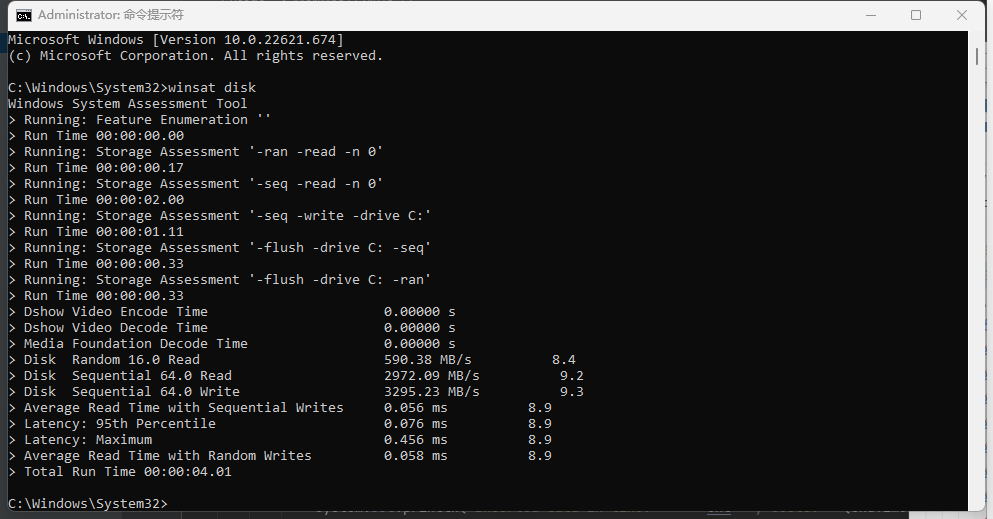 Administrator: 命令提示符
Microsoft Windows [Version 10.0.22621.674]
(c) Microsoft Corporation. All rights reserved.
C:\Windows\System32>winsat disk
Windows System Assessment Tool
> Running: Feature Enumeration ''
> Run Time 00:00:00.00
> Running: Storage Assessment '-ran -read -n 0'
> Run Time 00:00:00.17
> Running: Storage Assessment '-seq -read -n 0'
> Run Time 00:00:02.00
> Running: Storage Assessment '-seq -write -drive C:'
> Run Time 00:00:01.11
> Running: Storage Assessment '-flush -drive C: -seq'
> Run Time 00:00:00.33
> Running: Storage Assessment '-flush -drive C: -ran'
> Run Time 00:00:00.33
> Dshow Video Encode Time 0.00000 s
> Dshow Video Decode Time 0.00000 s
> Media Foundation Decode Time 0.00000 s
> Disk  Random 16.0 Read 590.38 MB/s 8.4
> Disk  Sequential 64.0 Read 2972.09 MB/s 9.2
> Disk  Sequential 64.0 Write 3295.23 MB/s 9.3
> Average Read Time with Sequential Writes 0.056 ms 8.9
> Latency: 95th Percentile 0.076 ms 8.9
> Latency: Maximum 0.456 ms 8.9
> Average Read Time with Random Writes 0.058 ms 8.9
> Total Run Time 00:00:04.01
C:\Windows\System32>